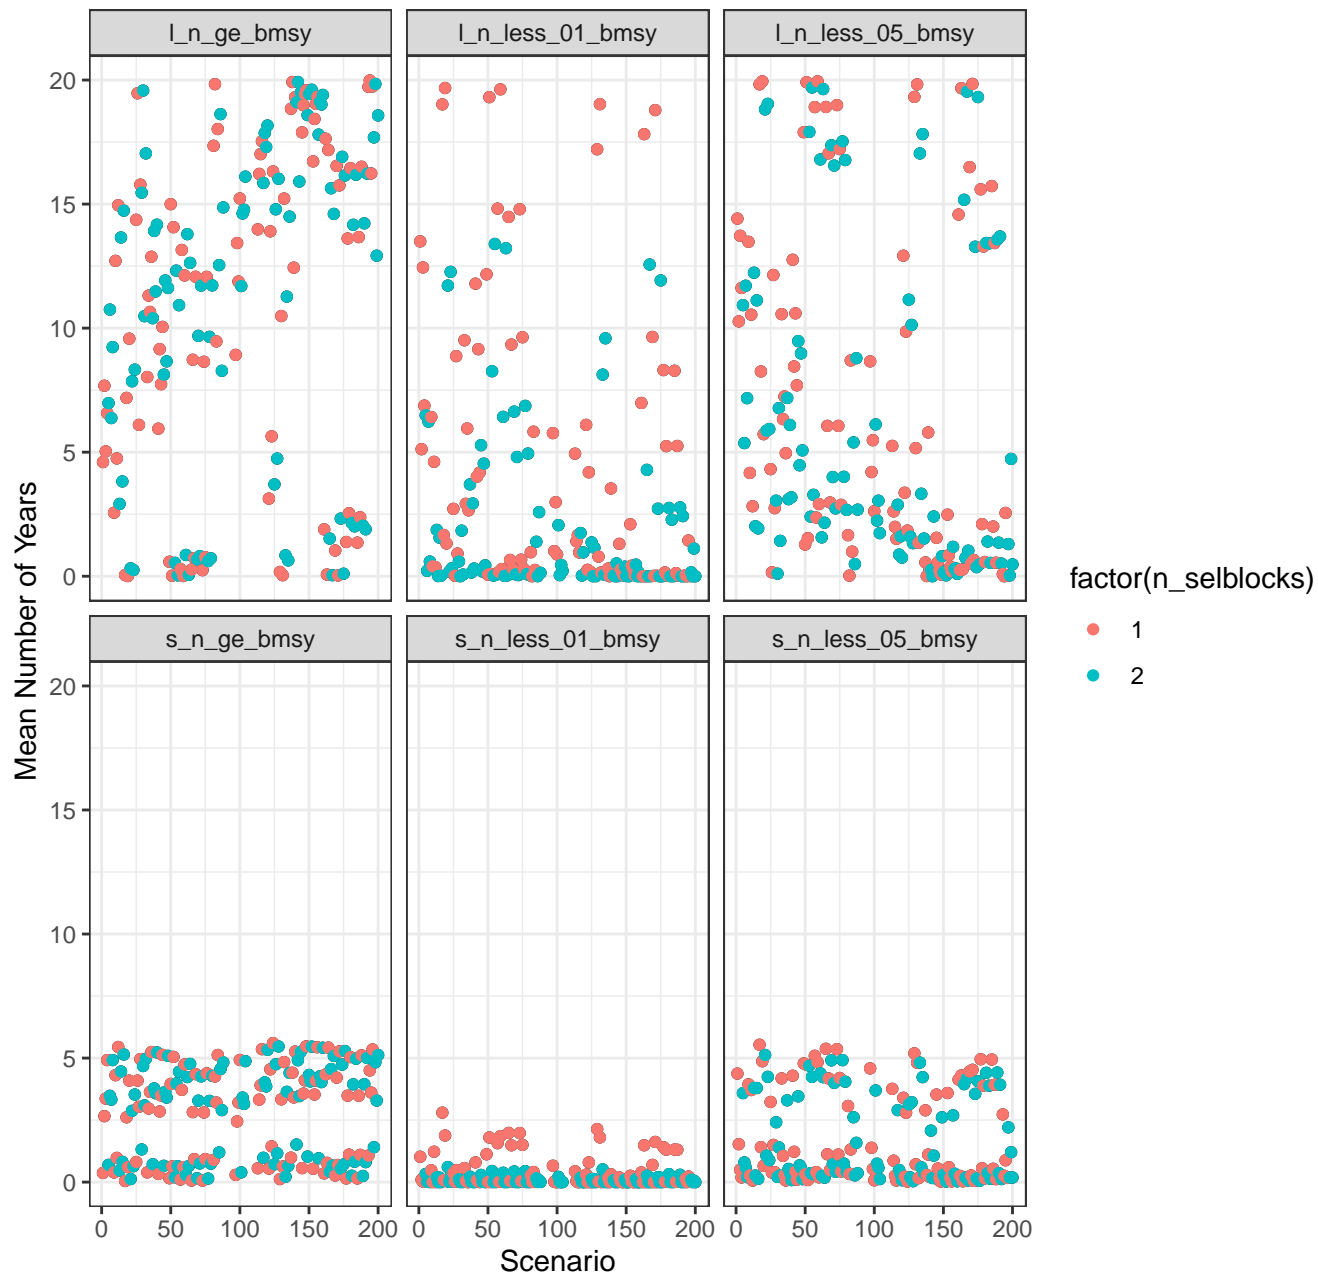 l_n_ge_bmsy
l_n_less_01_bmsy
l_n_less_05_bmsy
20
15
10
5
0
s_n_ge_bmsy
s_n_less_01_bmsy
s_n_less_05_bmsy
20
15
10
5
0
0 50 100 150 200
0 50 100 150 200
0 50 100 150 200
Scenario
Mean Number of Years
factor(n_selblocks)
1
2